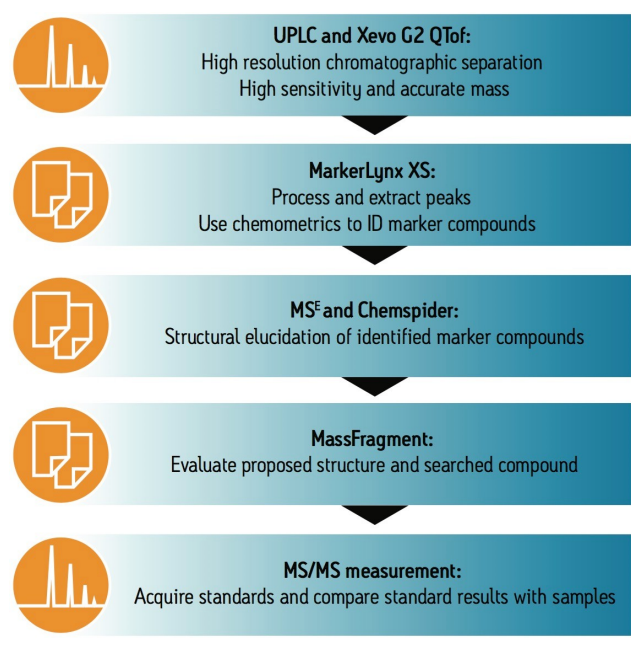 UPLC and Xevo G2 QTof:
High resolution chromatographic separation
High sensitivity and accurate mass
MarkerLynx XS:
Process and extract peaks
Use chemometrics to ID marker compounds
MSᴱ and Chemspider:
Structural elucidation of identified marker compounds
MassFragment:
Evaluate proposed structure and searched compound
MS/MS measurement:
Acquire standards and compare standard results with samples